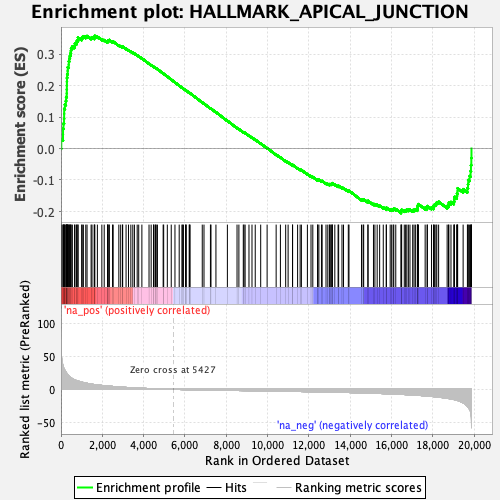 Enrichment plot: HALLMARK_APICAL_JUNCTION
Enrichment score (ES)
0.3
0.2
0.1
0.0
-0.1
-0.2
'na_pos' (positively correlated)
Ranked list metric (PreRanked)
100
50
0
-50
Zero cross at 5427
'na_neg' (negatively correlated)
0
2,000
4,000
6,000
8,000
10,000
12,000
14,000
16,000
18,000
20,000
Rank in Ordered Dataset
Enrichment profile
Hits
Ranking metric scores